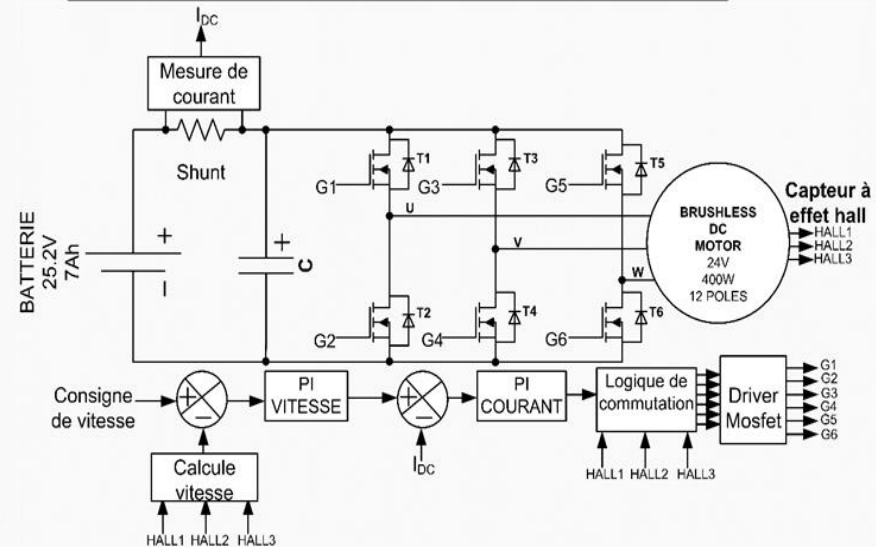 IDC
Mesure de
courant
Shunt
BATTERIE
25.2V
7Ah
+
+
C
G1
T1
G3
T3
G5
T5
U
V
W
G2
T2
G4
T4
G6
T6
BRUSHLESS
DC
MOTOR
24V
400W
12 POLES
Capteur à
effet hall
HALL1
HALL2
HALL3
Consigne
de vitesse
+
−
PI
VITESSE
+
−
IDC
PI
COURANT
Logique de
commutation
HALL1 HALL2 HALL3
Driver
Mosfet
G1
G2
G3
G4
G5
G6
Calcule
vitesse
HALL1 HALL2 HALL3